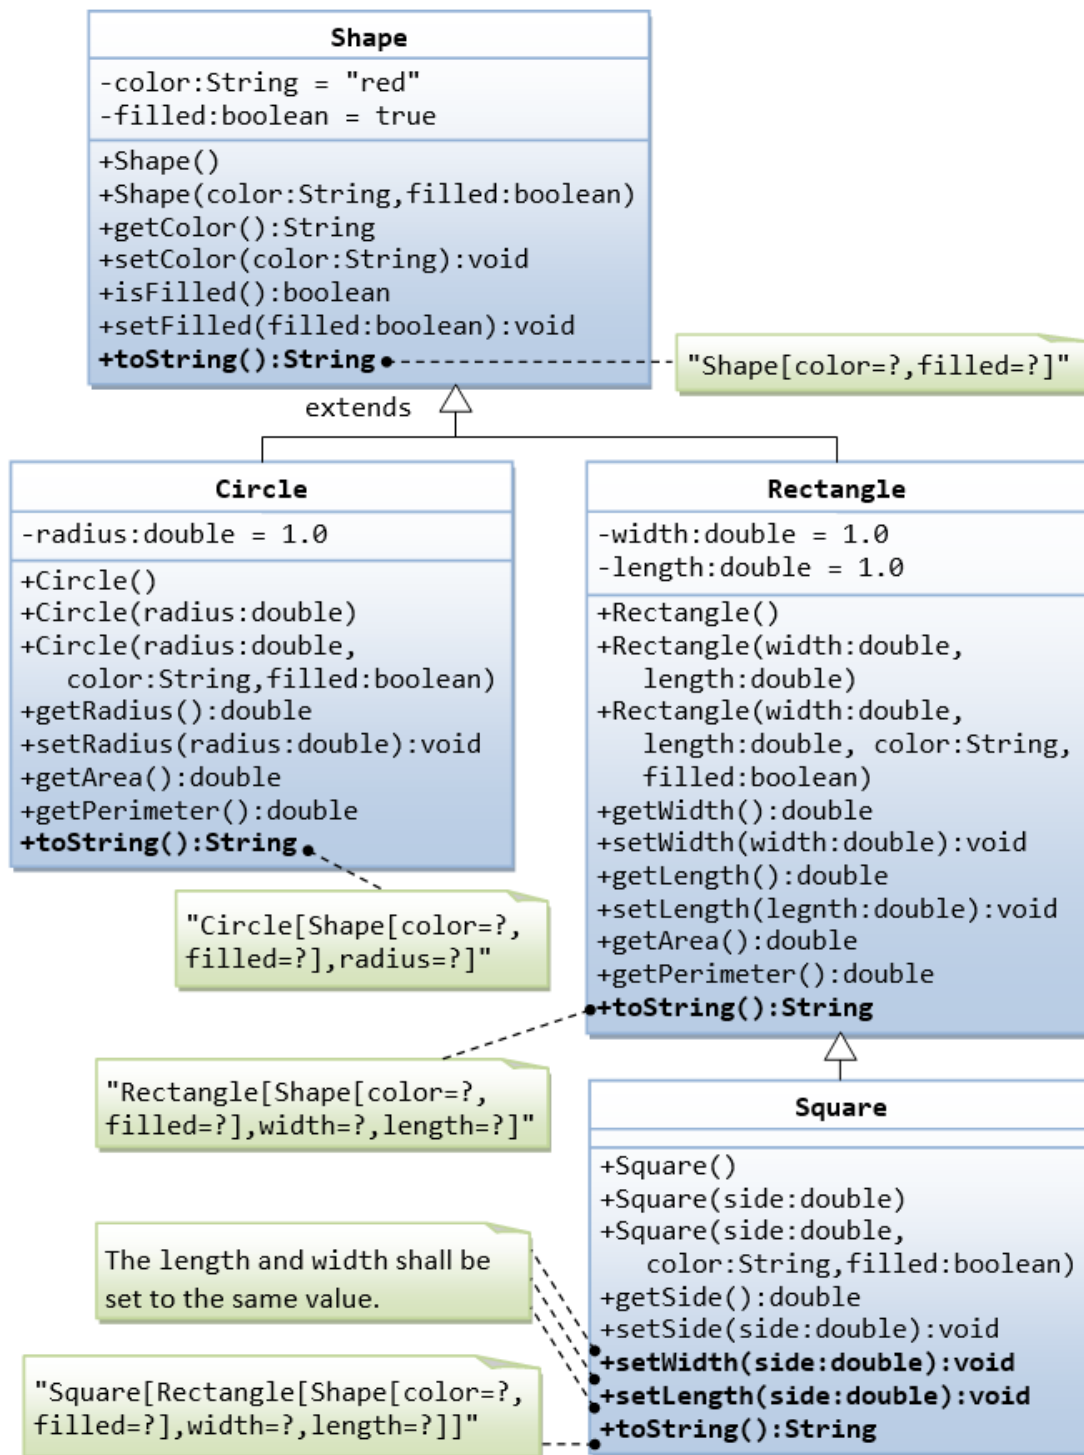 Shape
-color:String = "red"
-filled:boolean = true
+Shape()
+Shape(color:String,filled:boolean)
+getColor():String
+setColor(color:String):void
+isFilled():boolean
+setFilled(filled:boolean):void
+toString():String
"Shape[color=?,filled=?]"
extends
Circle
-radius:double = 1.0
+Circle()
+Circle(radius:double)
+Circle(radius:double,
color:String,filled:boolean)
+getRadius():double
+setRadius(radius:double):void
+getArea():double
+getPerimeter():double
+toString():String
"Circle[Shape[color=?,
filled=?],radius=?]"
Rectangle
-width:double = 1.0
-length:double = 1.0
+Rectangle()
+Rectangle(width:double,
length:double)
+Rectangle(width:double,
length:double, color:String,
filled:boolean)
+getWidth():double
+setWidth(width:double):void
+getLength():double
+setLength(legnth:double):void
+getArea():double
+getPerimeter():double
+toString():String
"Rectangle[Shape[color=?,
filled=?],width=?,length=?]"
Square
+Square()
+Square(side:double)
+Square(side:double,
color:String,filled:boolean)
+getSide():double
+setSide(side:double):void
+setWidth(side:double):void
+setLength(side:double):void
+toString():String
The length and width shall be
set to the same value.
"Square[Rectangle[Shape[color=?,
filled=?],width=?,length=?]]"